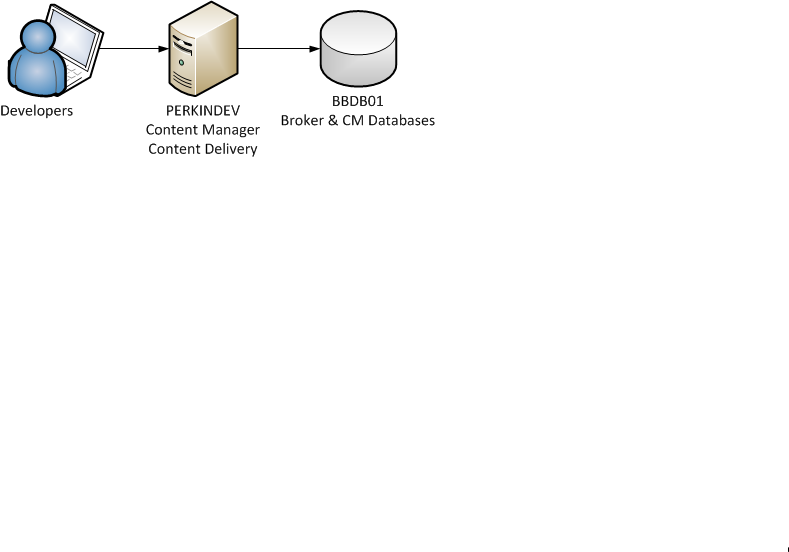 Developers
PERKINDEV
Content Manager
Content Delivery
BBDB01
Broker & CM Databases